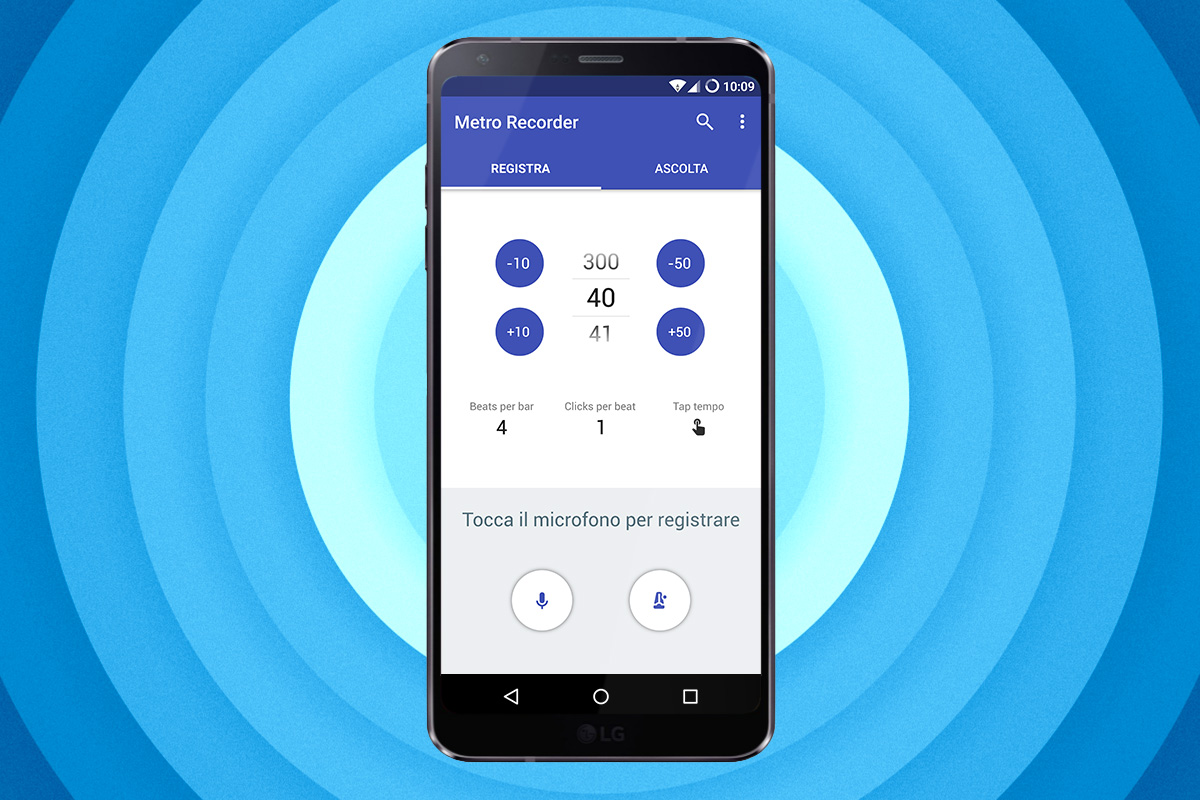 10:09
Metro Recorder
REGISTRA
ASCOLTA
-10
300
-50
40
+10
41
+50
Beats per bar
Clicks per beat
Tap tempo
4
1
Tocca il microfono per registrare
LG